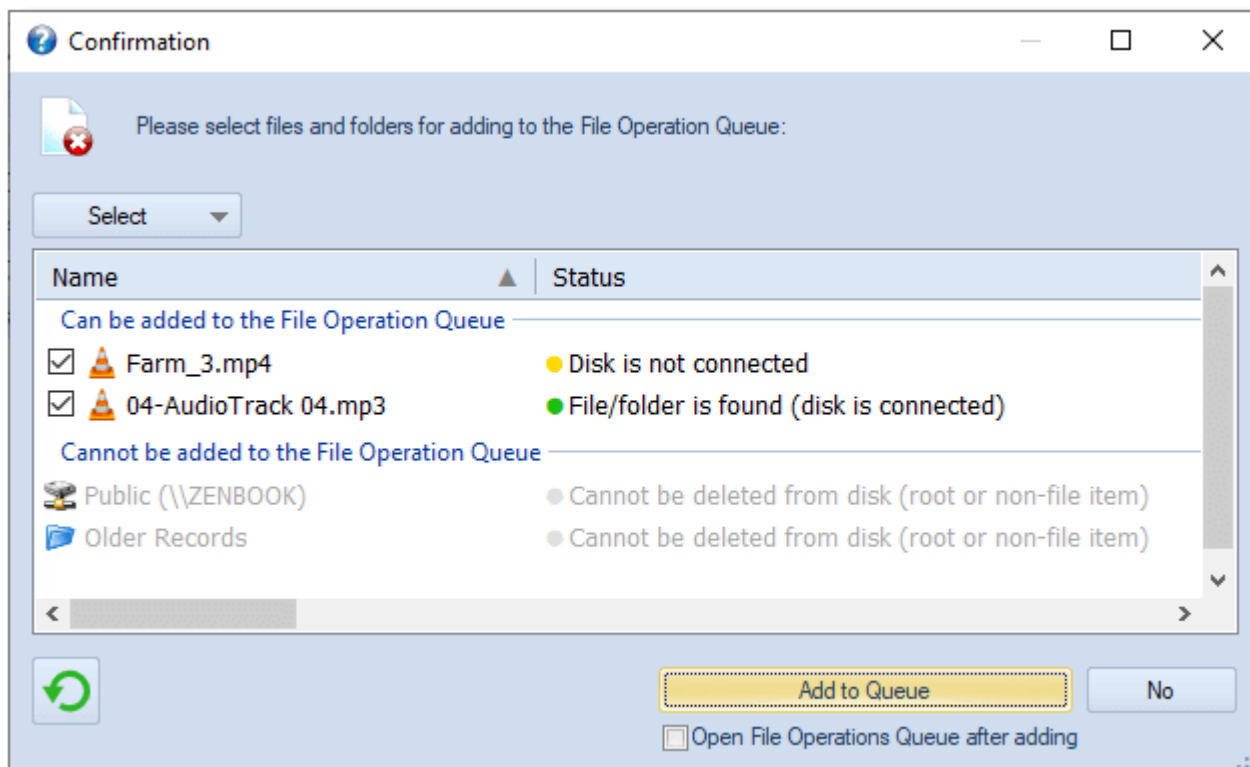 Confirmation
Please select files and folders for adding to the File Operation Queue:
Select
Name Status
Can be added to the File Operation Queue
Farm_3.mp4 Disk is not connected
04-AudioTrack 04.mp3 File/folder is found (disk is connected)
Cannot be added to the File Operation Queue
Public (\\ZENBOOK) Cannot be deleted from disk (root or non-file item)
Older Records Cannot be deleted from disk (root or non-file item)
Add to Queue No
Open File Operations Queue after adding